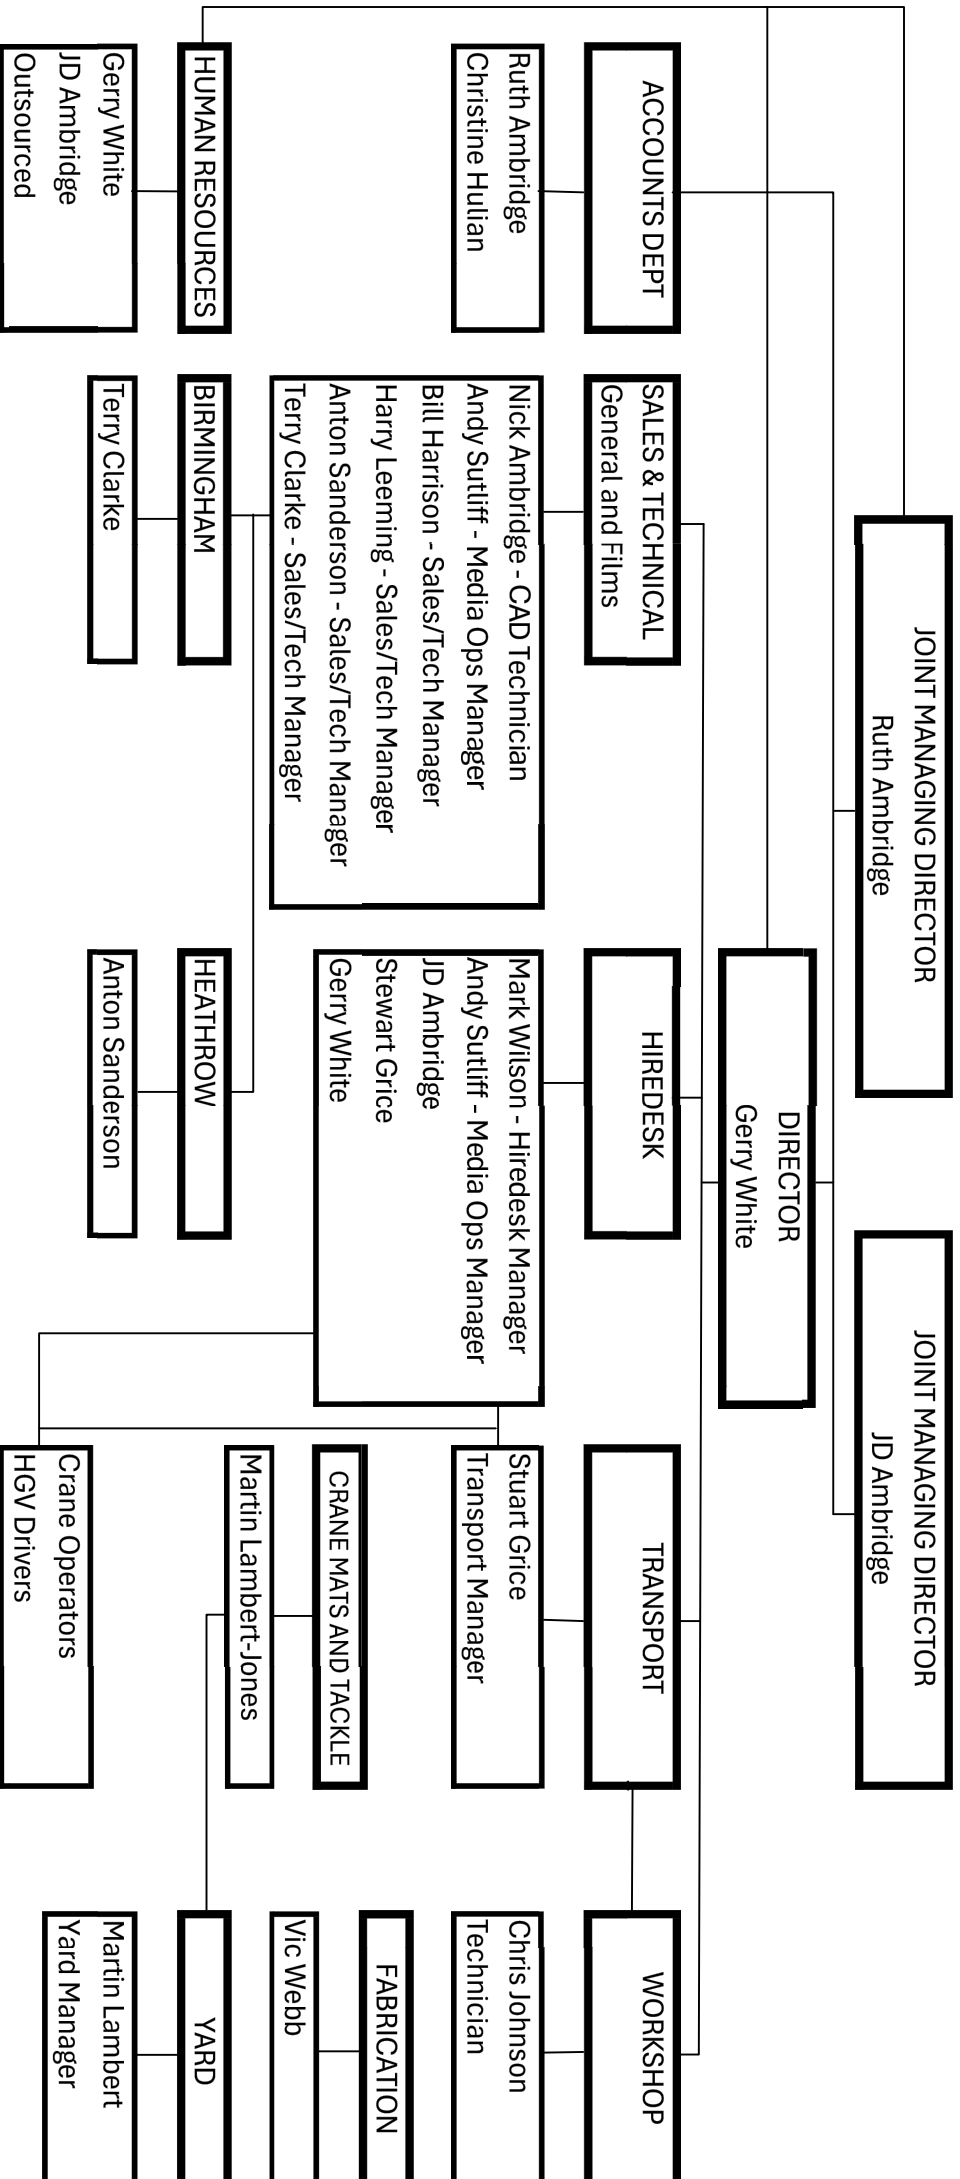 JOINT MANAGING DIRECTOR
Ruth Ambridge
JOINT MANAGING DIRECTOR
JD Ambridge
DIRECTOR
Gerry White
ACCOUNTS DEPT
Ruth Ambridge
Christine Hulian
SALES & TECHNICAL
General and Films
Nick Ambridge - CAD Technician
Andy Sutliff - Media Ops Manager
Bill Harrison - Sales/Tech Manager
Harry Leeming - Sales/Tech Manager
Anton Sanderson - Sales/Tech Manager
Terry Clarke - Sales/Tech Manager
HIREDESK
Mark Wilson - Hiredesk Manager
Andy Sutliff - Media Ops Manager
JD Ambridge
Stewart Grice
Gerry White
TRANSPORT
Stuart Grice
Transport Manager
WORKSHOP
Chris Johnson
Technician
CRANE MATS AND TACKLE
Martin Lambert-Jones
FABRICATION
Vic Webb
HUMAN RESOURCES
Gerry White
JD Ambridge
Outsourced
BIRMINGHAM
Terry Clarke
HEATHROW
Anton Sanderson
Crane Operators
HGV Drivers
YARD
Martin Lambert
Yard Manager